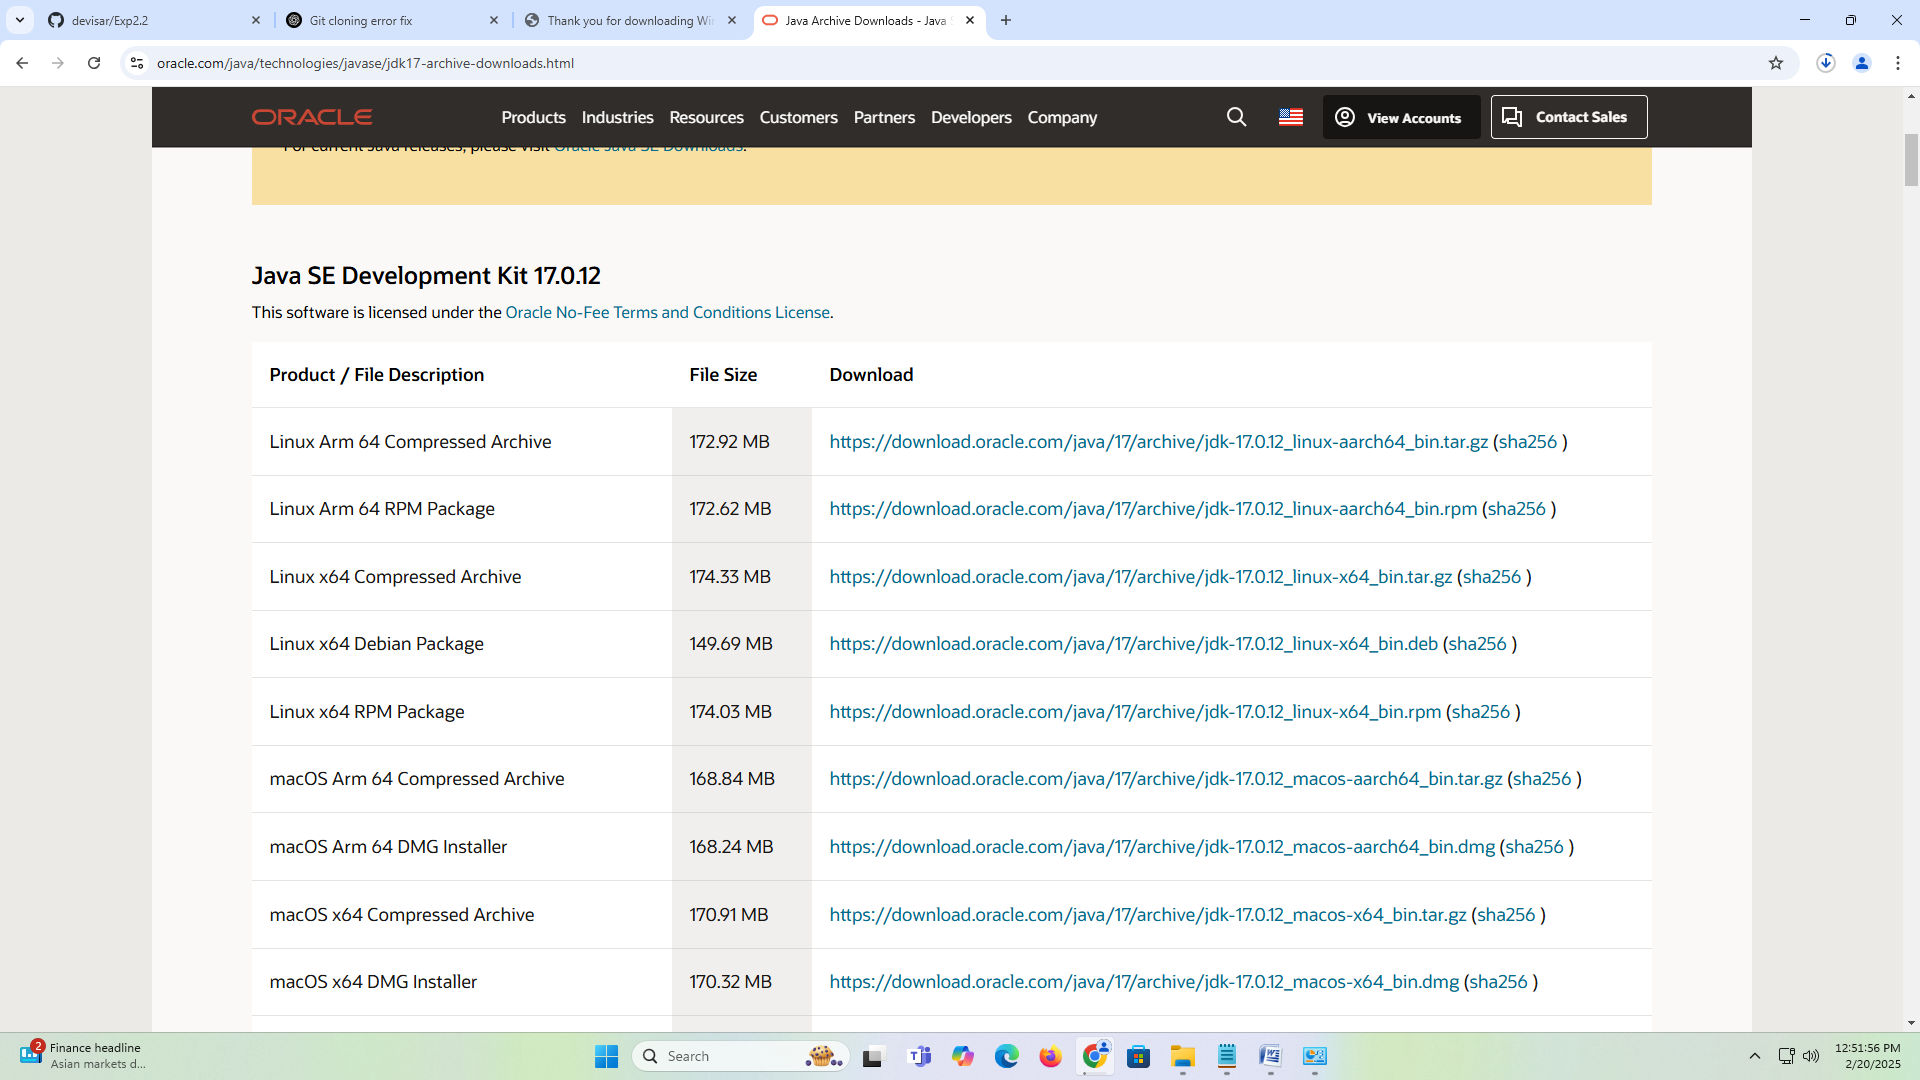 devisar/Exp2.2
Git cloning error fix
Thank you for downloading Wi
Java Archive Downloads - Java S
oracle.com/java/technologies/javase/jdk17-archive-downloads.html
ORACLE
Products Industries Resources Customers Partners Developers Company
View Accounts
Contact Sales
For current Java releases, please visit Oracle Java SE Downloads.
Java SE Development Kit 17.0.12
This software is licensed under the Oracle No-Fee Terms and Conditions License.
Product / File Description File Size Download
Linux Arm 64 Compressed Archive 172.92 MB https://download.oracle.com/java/17/archive/jdk-17.0.12_linux-aarch64_bin.tar.gz (sha256 )
Linux Arm 64 RPM Package 172.62 MB https://download.oracle.com/java/17/archive/jdk-17.0.12_linux-aarch64_bin.rpm (sha256 )
Linux x64 Compressed Archive 174.33 MB https://download.oracle.com/java/17/archive/jdk-17.0.12_linux-x64_bin.tar.gz (sha256 )
Linux x64 Debian Package 149.69 MB https://download.oracle.com/java/17/archive/jdk-17.0.12_linux-x64_bin.deb (sha256 )
Linux x64 RPM Package 174.03 MB https://download.oracle.com/java/17/archive/jdk-17.0.12_linux-x64_bin.rpm (sha256 )
macOS Arm 64 Compressed Archive 168.84 MB https://download.oracle.com/java/17/archive/jdk-17.0.12_macos-aarch64_bin.tar.gz (sha256 )
macOS Arm 64 DMG Installer 168.24 MB https://download.oracle.com/java/17/archive/jdk-17.0.12_macos-aarch64_bin.dmg (sha256 )
macOS x64 Compressed Archive 170.91 MB https://download.oracle.com/java/17/archive/jdk-17.0.12_macos-x64_bin.tar.gz (sha256 )
macOS x64 DMG Installer 170.32 MB https://download.oracle.com/java/17/archive/jdk-17.0.12_macos-x64_bin.dmg (sha256 )
2
Finance headline
Asian markets d...
Search
12:51:56 PM
2/20/2025